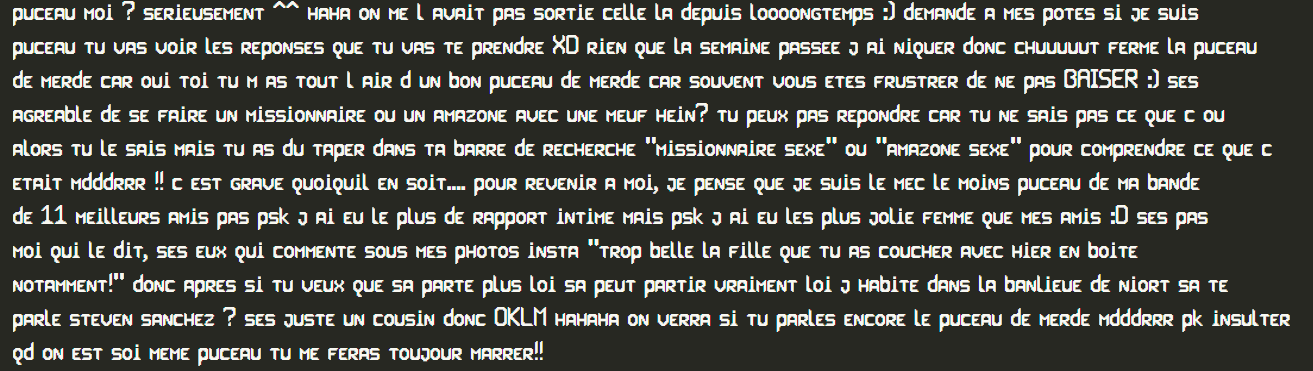 puceau moi ? serieusement ^^ haha on me l avait pas sortie celle la depuis loooongtemps :) demande a mes potes si je suis
puceau tu vas voir les reponses que tu vas te prendre XD rien que la semaine passee j ai niquer donc chuuuuut ferme la puceau
de merde car oui toi tu m as tout l air d un bon puceau de merde car souvent vous etes frustrer de ne pas BAISER :) ses
agreable de se faire un missionnaire ou un amazone avec une meuf hein? tu peux pas repondre car tu ne sais pas ce que c ou
alors tu le sais mais tu as du taper dans ta barre de recherche "missionnaire sexe" ou "amazone sexe" pour comprendre ce que c
etait mdddrrr !! c est grave quoiquil en soit.... pour revenir a moi, je pense que je suis le mec le moins puceau de ma bande
de 11 meilleurs amis pas psk j ai eu le plus de rapport intime mais psk j ai eu les plus jolie femme que mes amis :D ses pas
moi qui le dit, ses eux qui commente sous mes photos insta "trop belle la fille que tu as coucher avec hier en boite
notamment!" donc apres si tu veux que sa parte plus loi sa peut partir vraiment loi j habite dans la banlieue de niort sa te
parle steven sanchez ? ses juste un cousin donc OKLM hahaha on verra si tu parles encore le puceau de merde mdddrrr pk insulter
qd on est soi meme puceau tu me feras toujour marrer!!